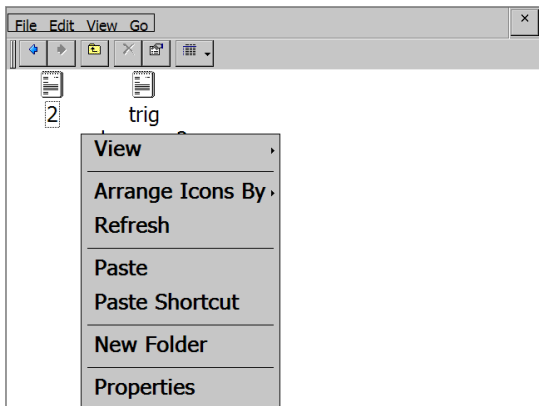 File Edit View Go
2
trig
View
Arrange Icons By
Refresh
Paste
Paste Shortcut
New Folder
Properties